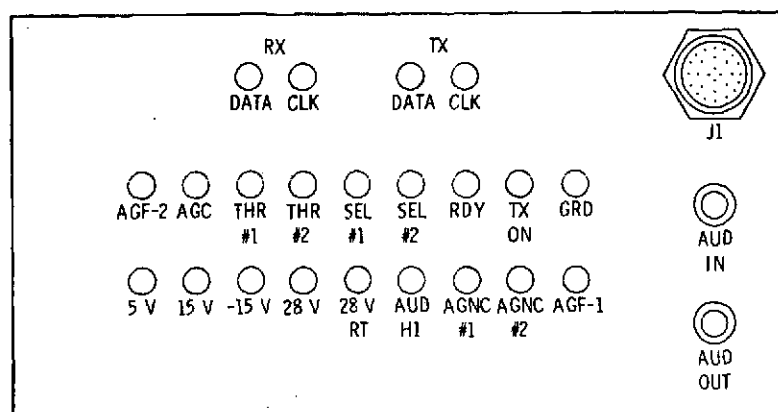 RX TX
DATA CLK DATA CLK
J1
AGF-2 AGC THR #1 THR #2 SEL #1 SEL #2 RDY TX ON GRD
AUD IN
5 V 15 V -15 V 28 V 28 V RT AUD H1 AGNC #1 AGNC #2 AGF-1
AUD OUT